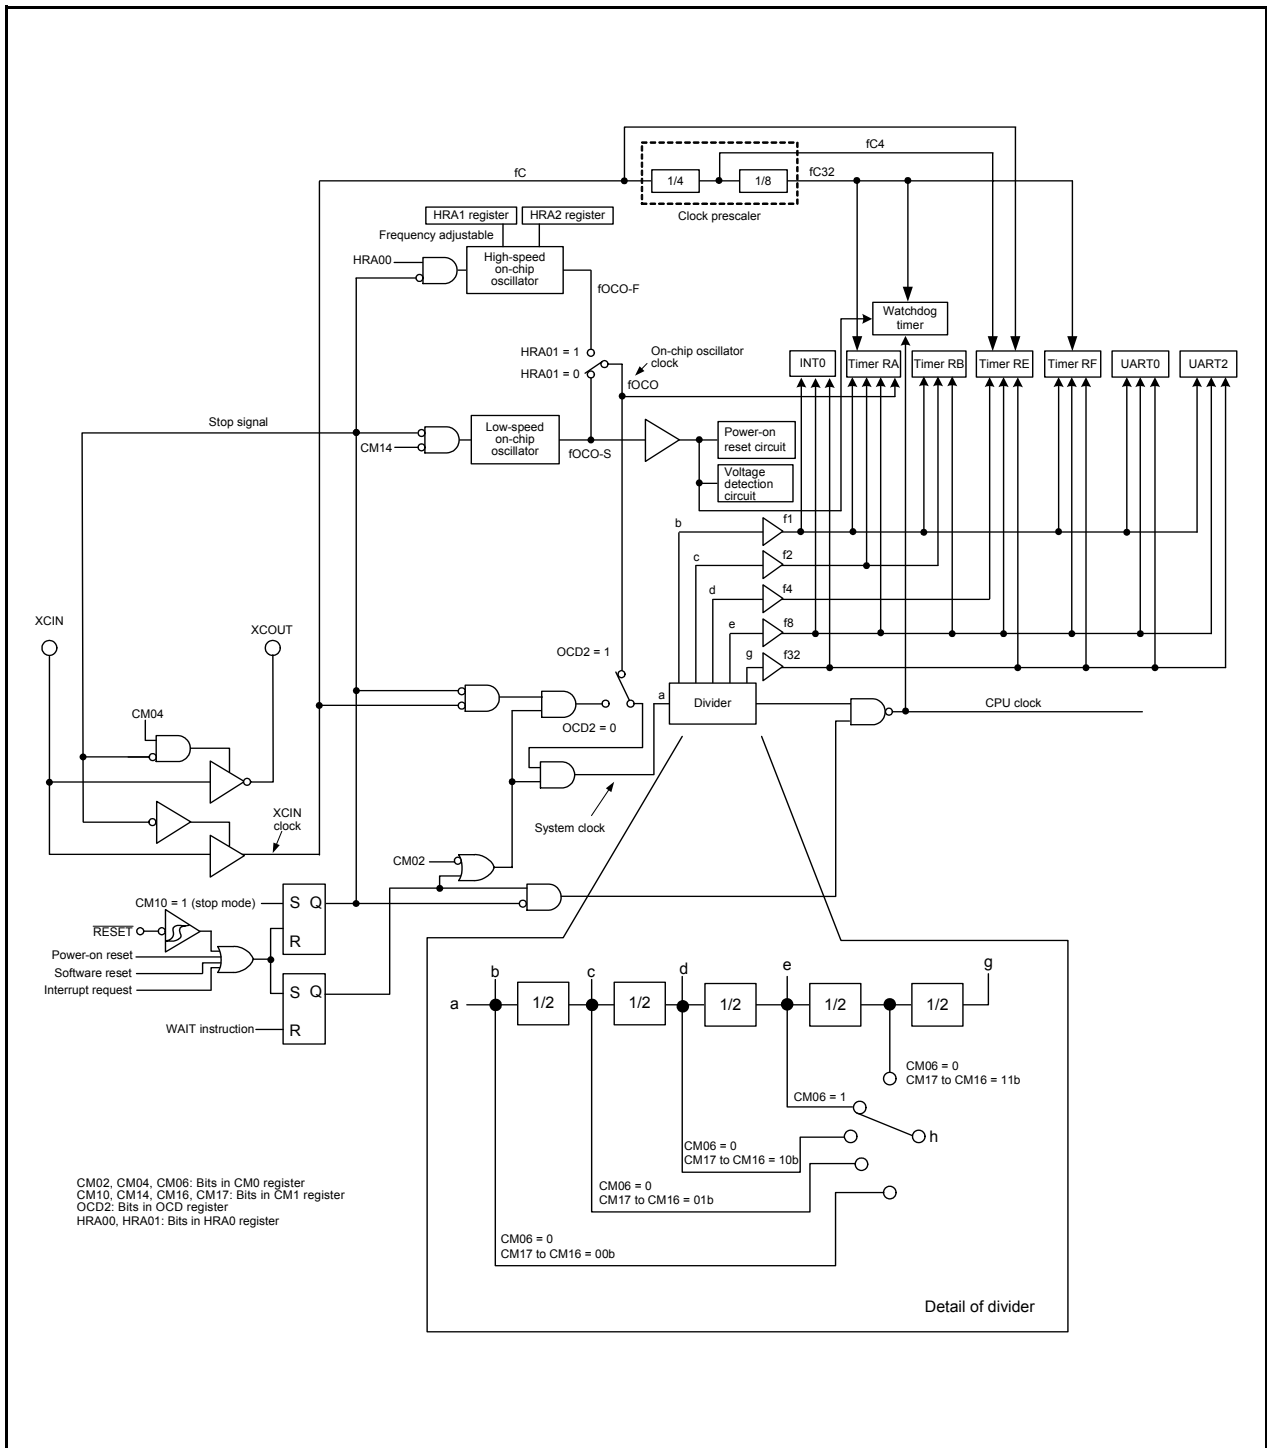 fC4
fC
1/4
1/8
fC32
Clock prescaler
HRA1 register
HRA2 register
Frequency adjustable
HRA00
High-speed
on-chip
oscillator
fOCO-F
Watchdog
timer
HRA01 = 1
HRA01 = 0
On-chip oscillator
clock
fOCO
INT0
Timer RA
Timer RB
Timer RE
Timer RF
UART0
UART2
Stop signal
CM14
Low-speed
on-chip
oscillator
fOCO-S
Power-on
reset circuit
Voltage
detection
circuit
b
f1
c
f2
d
f4
e
f8
g
f32
XCIN
XCOUT
OCD2 = 1
a
Divider
CPU clock
CM04
OCD2 = 0
XCIN
clock
System clock
CM02
CM10 = 1 (stop mode)
S Q
R
RESET
Power-on reset
Software reset
Interrupt request
S Q
R
WAIT instruction
b
c
d
e
g
a
1/2
1/2
1/2
1/2
1/2
CM06 = 0
CM17 to CM16 = 11b
CM06 = 1
h
CM06 = 0
CM17 to CM16 = 10b
CM06 = 0
CM17 to CM16 = 01b
CM06 = 0
CM17 to CM16 = 00b
Detail of divider
CM02, CM04, CM06: Bits in CM0 register
CM10, CM14, CM16, CM17: Bits in CM1 register
OCD2: Bits in OCD register
HRA00, HRA01: Bits in HRA0 register